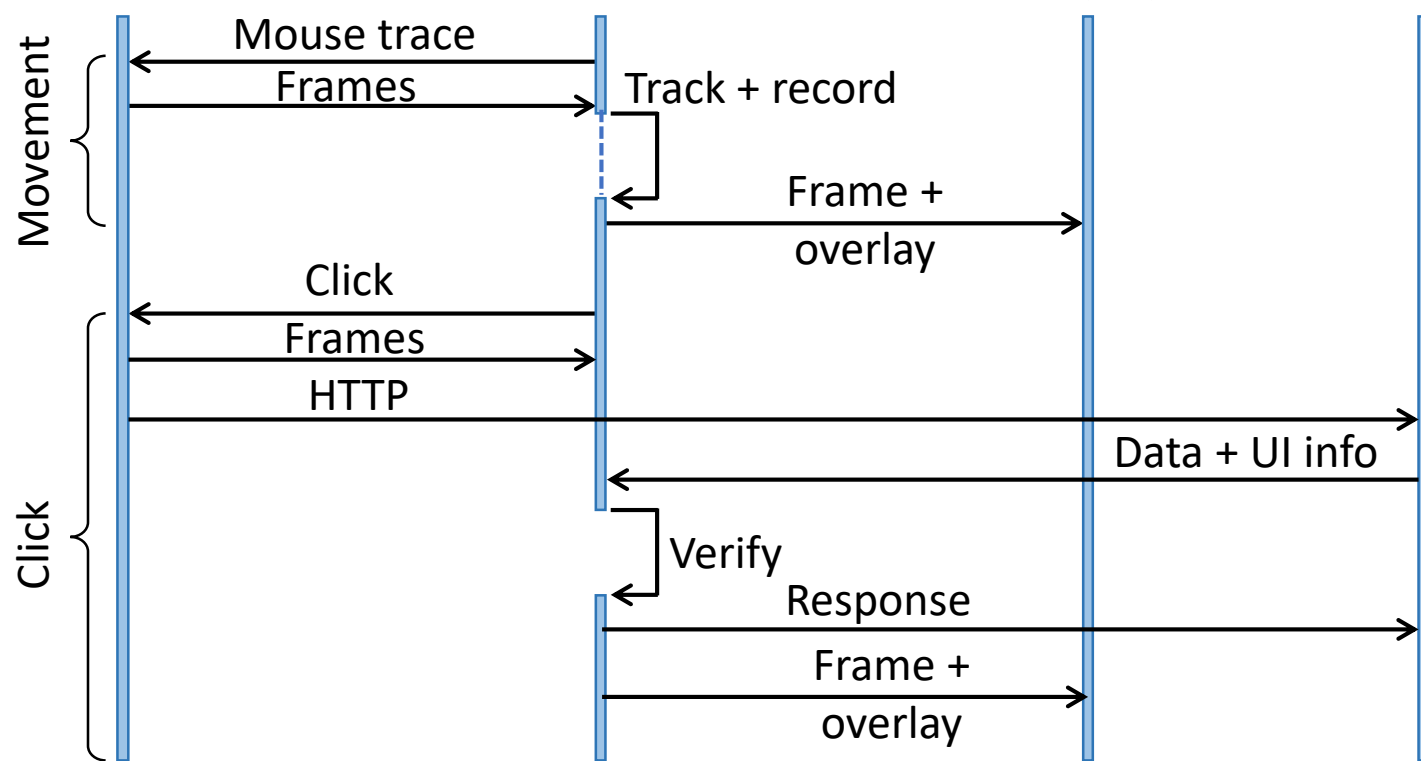 Movement
Mouse trace
Frames
Track + record
Frame +
overlay
Click
Click
Frames
HTTP
Data + UI info
Verify
Response
Frame +
overlay